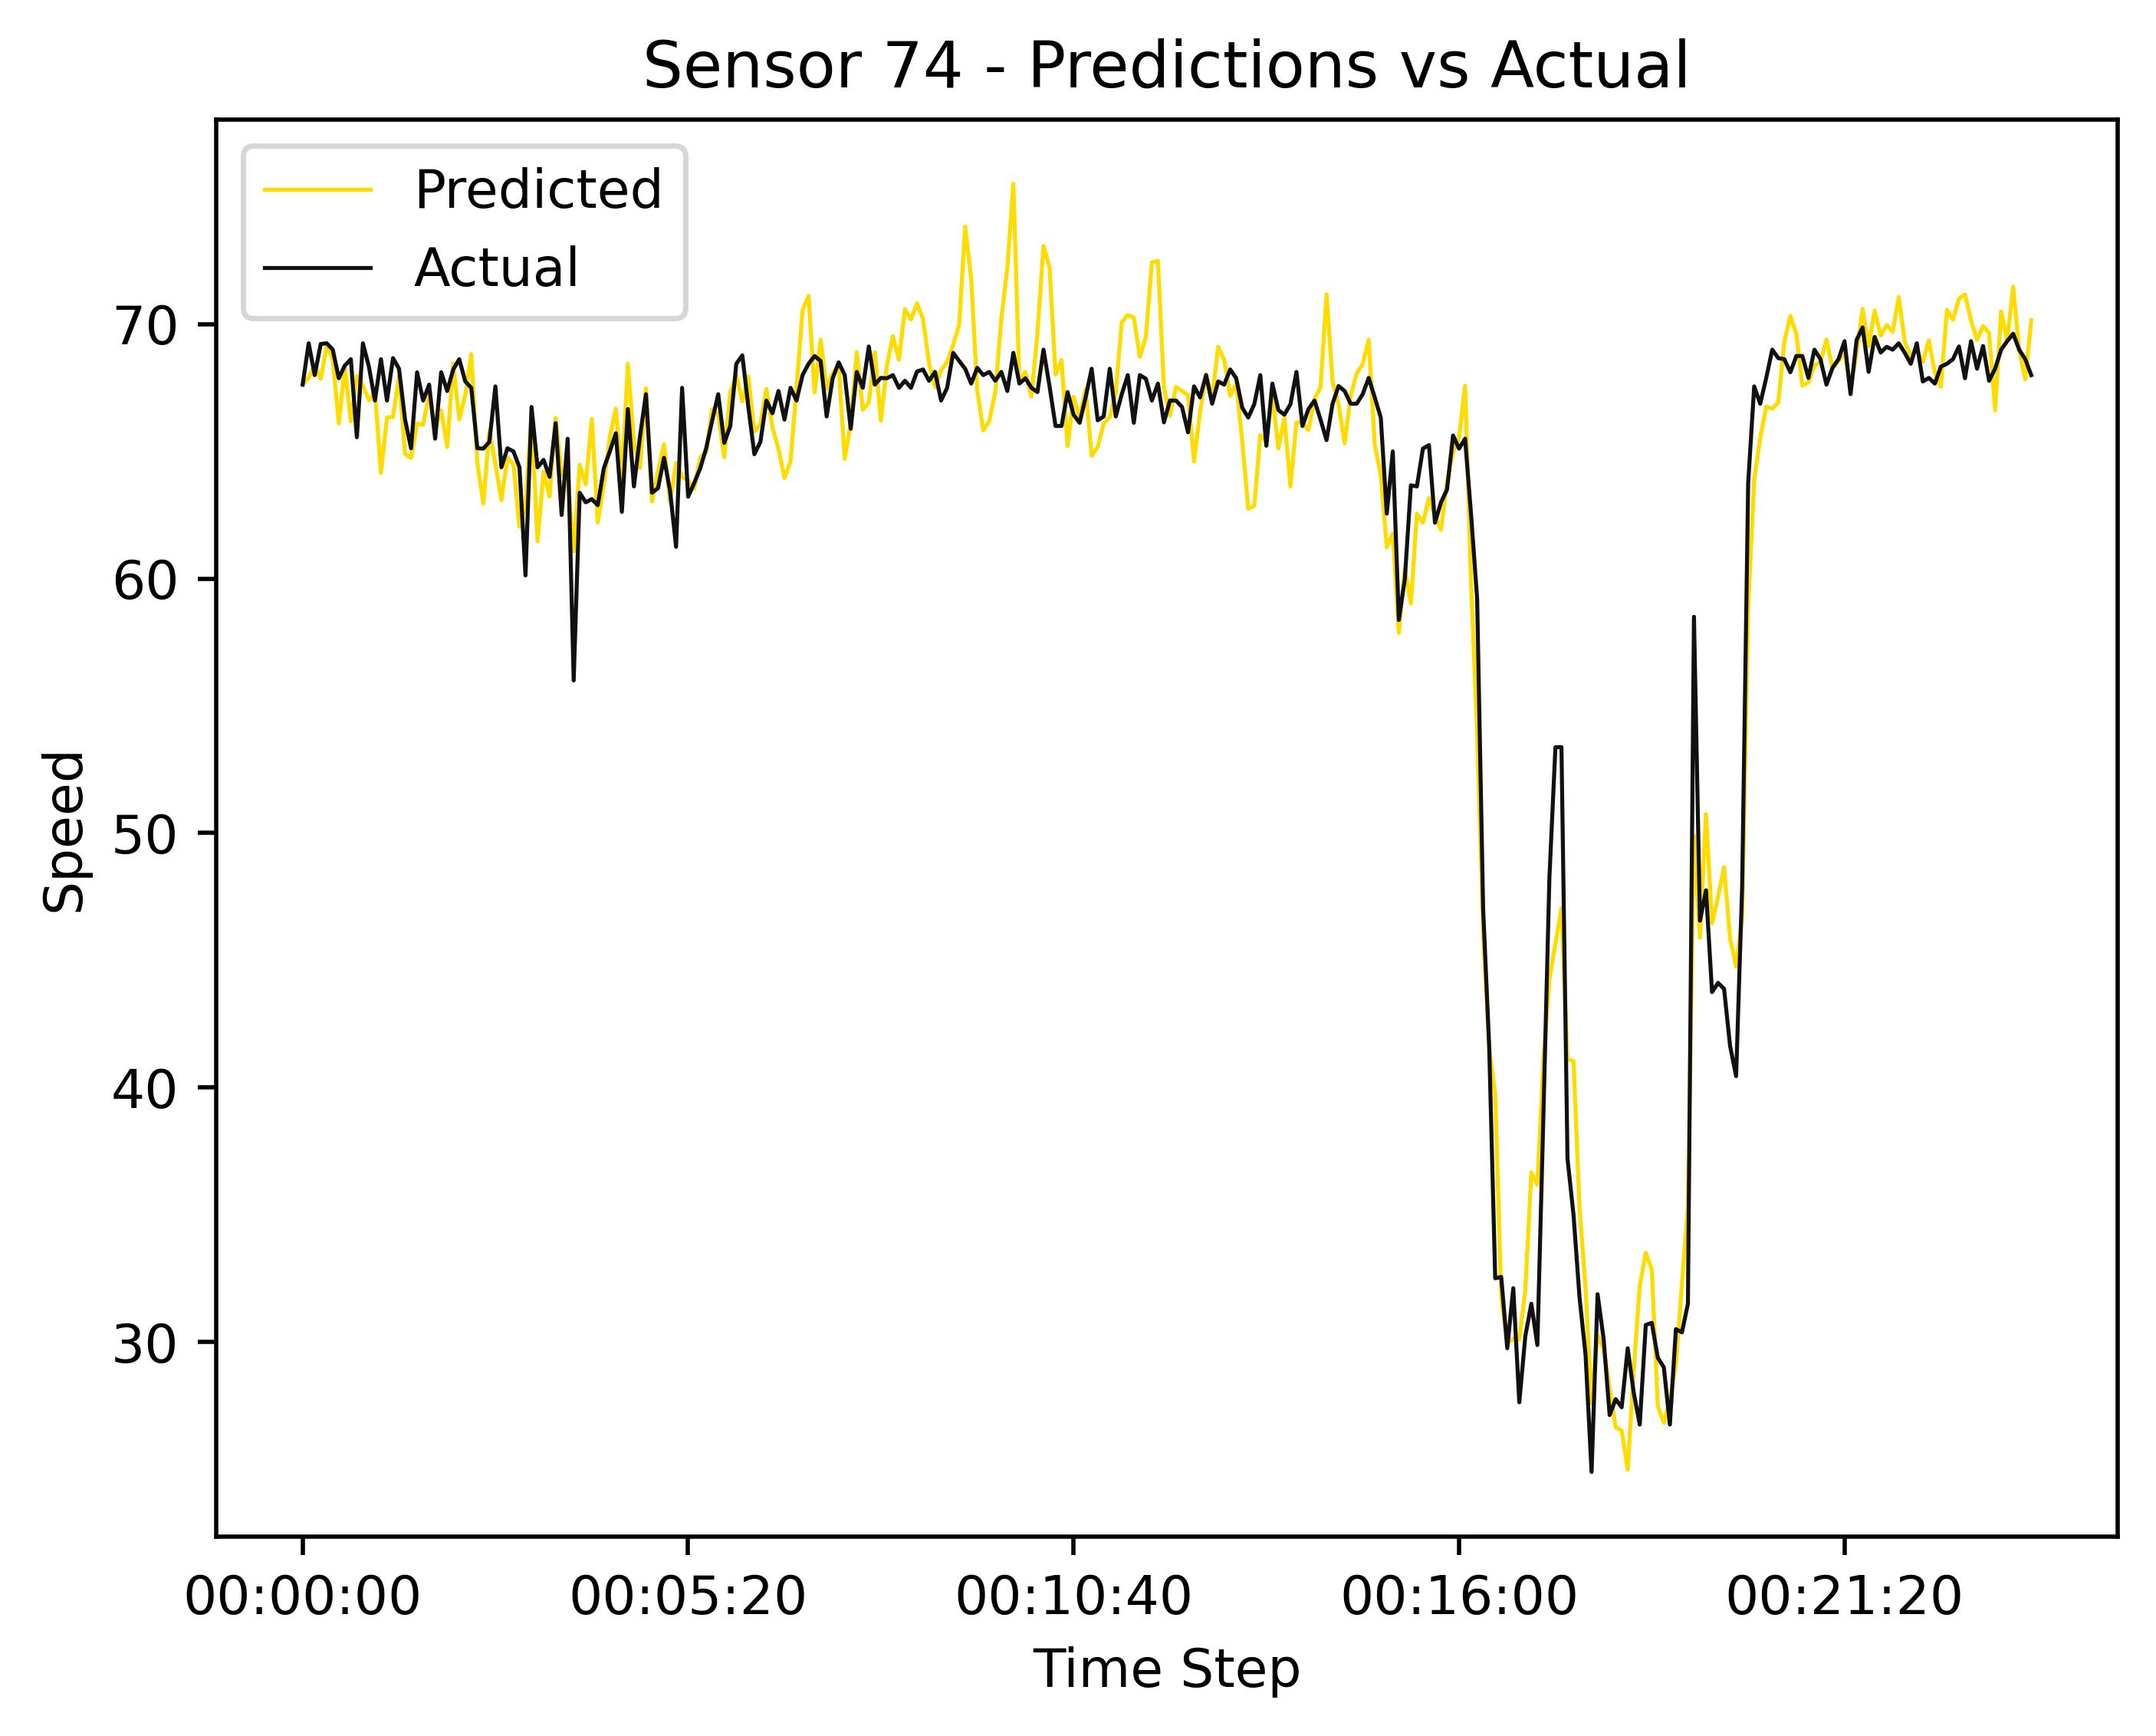 Sensor 74 - Predictions vs Actual
Predicted
Actual
70
60
50
40
30
Speed
00:00:00 00:05:20 00:10:40 00:16:00 00:21:20
Time Step